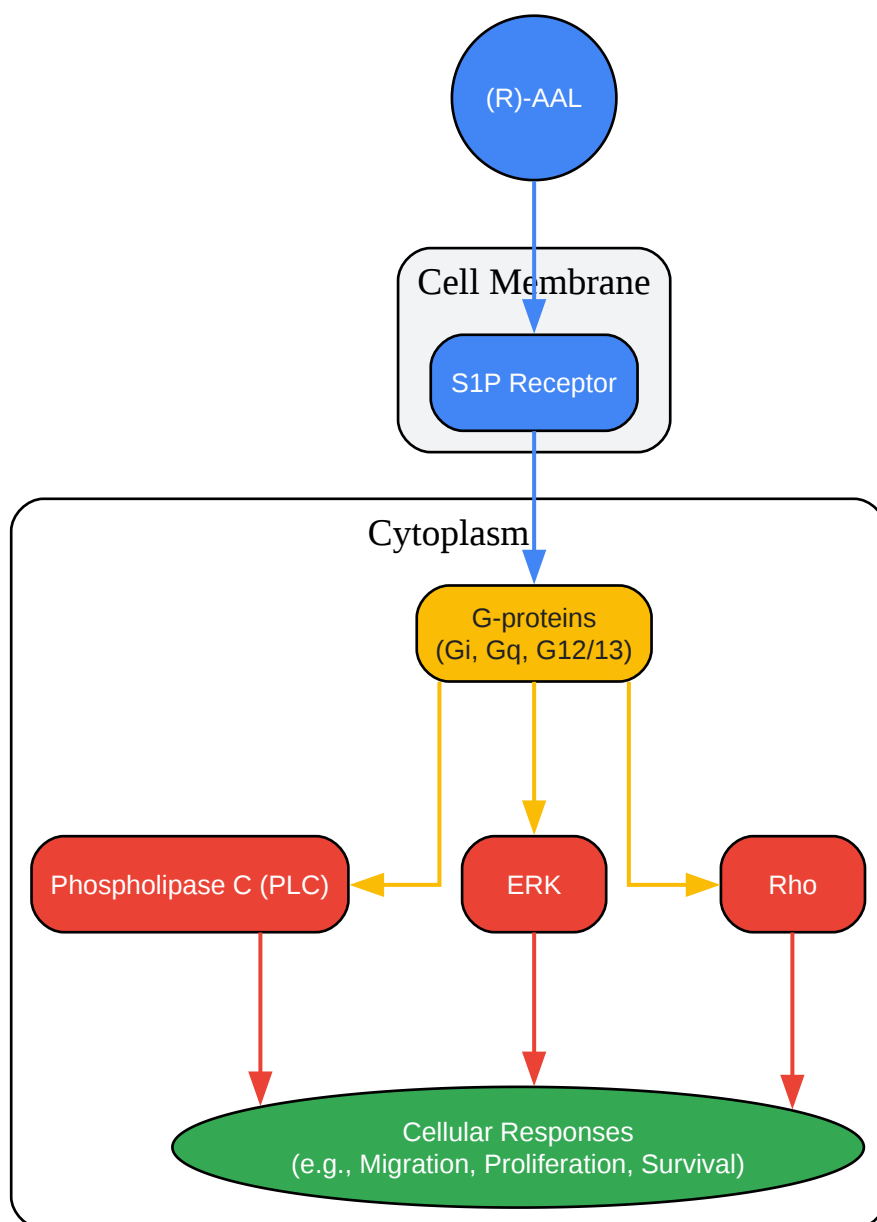 (R)-AAL
Cell Membrane
S1P Receptor
Cytoplasm
G-proteins
(Gi, Gq, G12/13)
Phospholipase C (PLC)
ERK
Rho
Cellular Responses
(e.g., Migration, Proliferation, Survival)